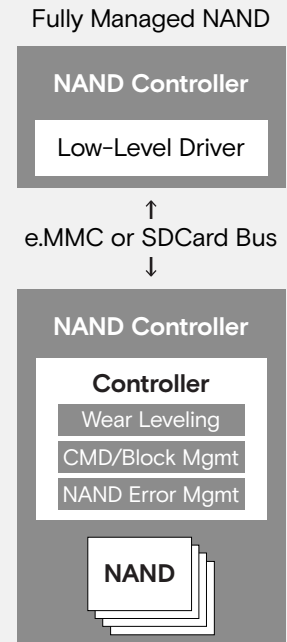 Fully Managed NAND
NAND Controller
Low-Level Driver
↑
e.MMC or SDCard Bus
↓
NAND Controller
Controller
Wear Leveling
CMD/Block Mgmt
NAND Error Mgmt
NAND